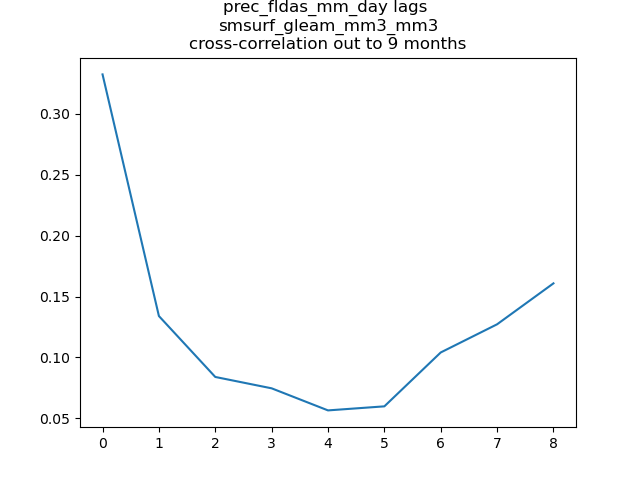 prec_fldas_mm_day lags
smsurf_gleam_mm3_mm3
cross-correlation out to 9 months
0.30
0.25
0.20
0.15
0.10
0.05
0 1 2 3 4 5 6 7 8